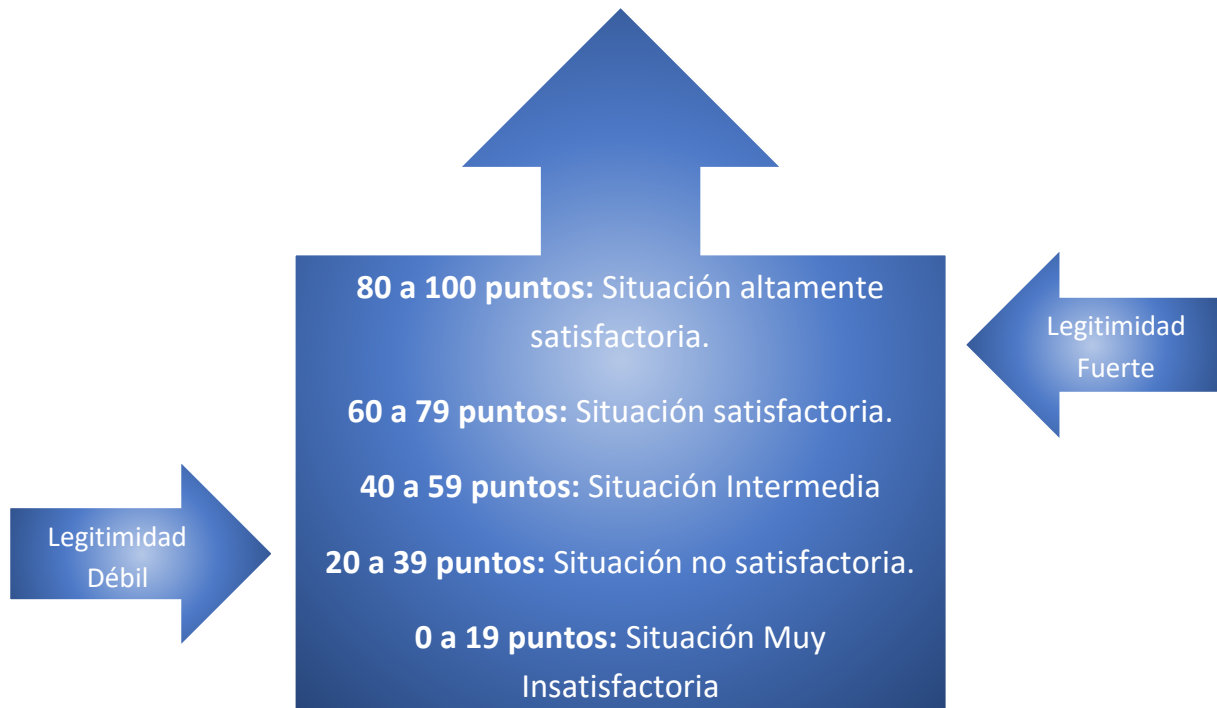 80 a 100 puntos: Situación altamente
satisfactoria.
60 a 79 puntos: Situación satisfactoria.
40 a 59 puntos: Situación Intermedia
20 a 39 puntos: Situación no satisfactoria.
0 a 19 puntos: Situación Muy
Insatisfactoria
Legitimidad
Fuerte
Legitimidad
Débil